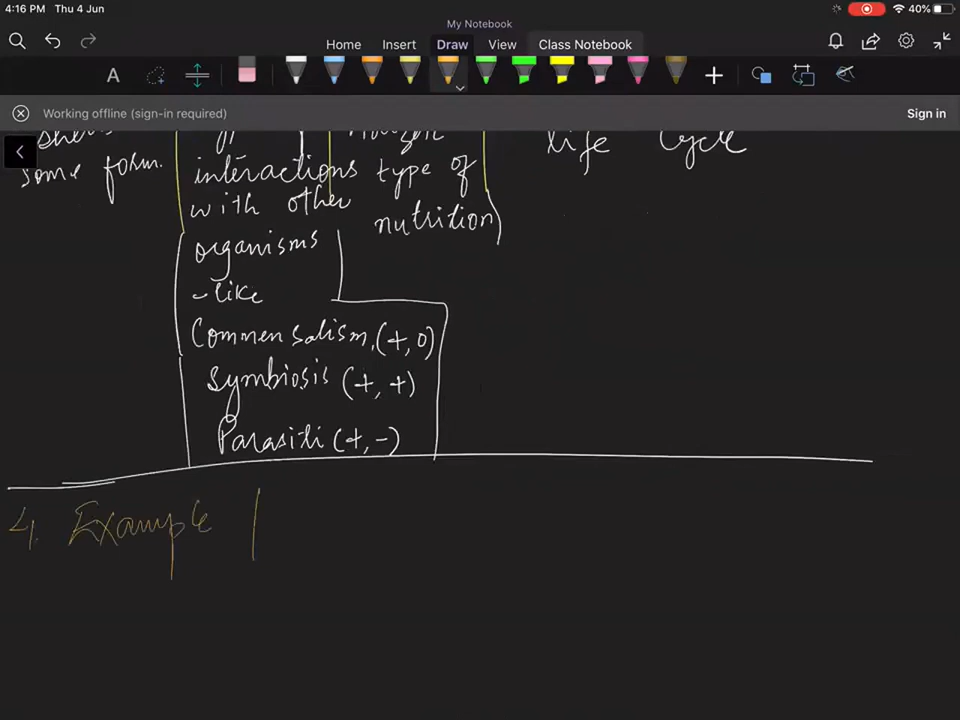 4:16 PM Thu 4 Jun
40%
My Notebook
Home Insert Draw View Class Notebook
A
Working offline (sign-in required) Sign in
some form.
interactions
with other
organisms
- like
Commensalism, (+, 0)
Symbiosis (+, +)
Parasiti (+, -)
type of
nutrition
life Cycle
4. Example